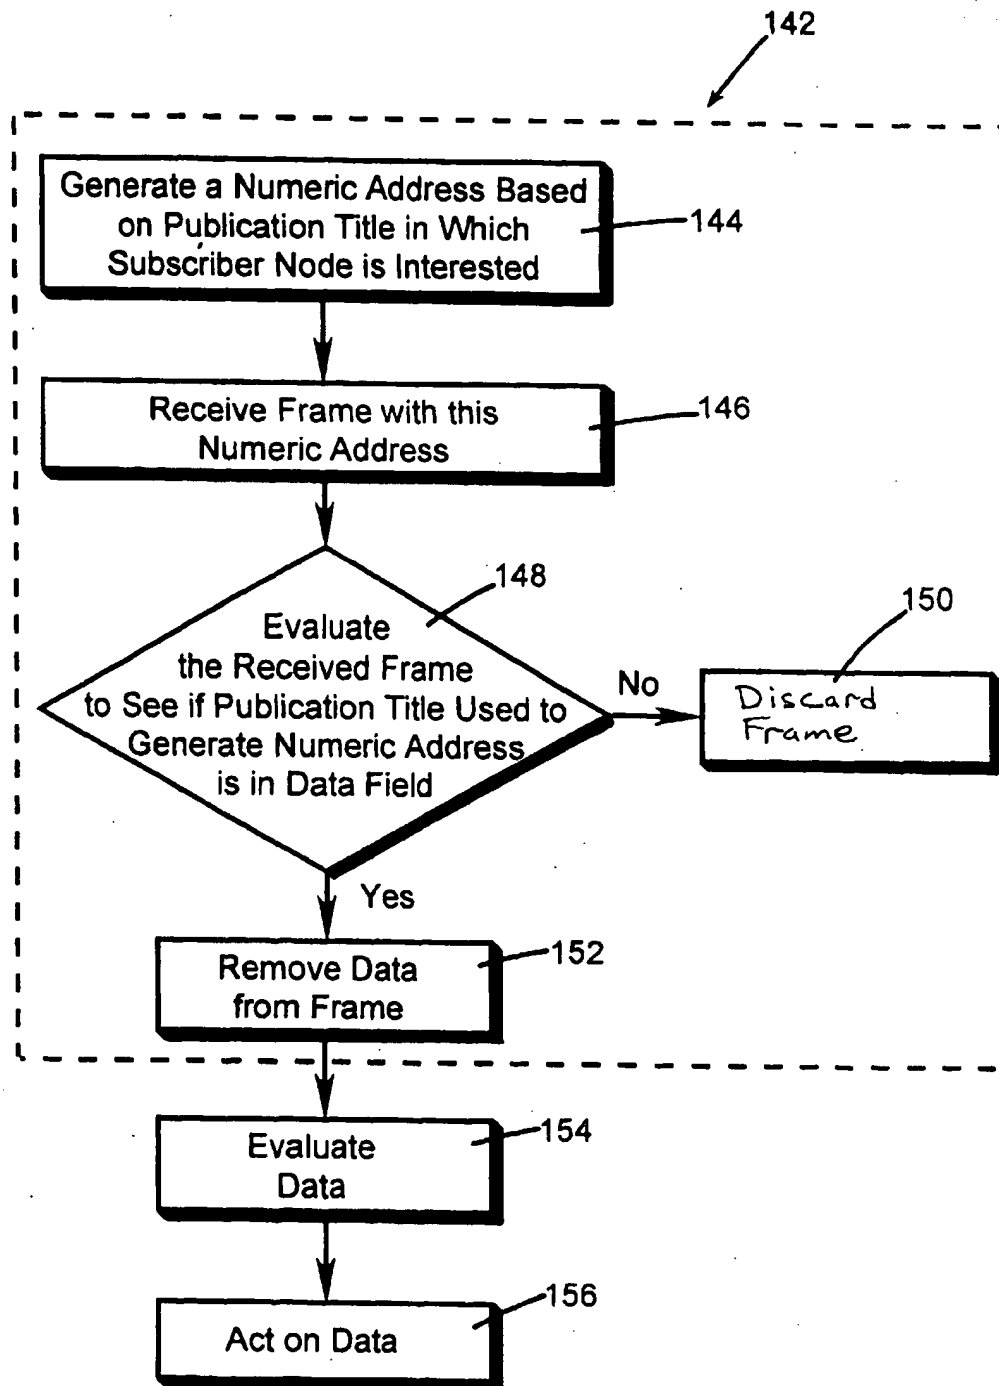 142
Generate a Numeric Address Based
on Publication Title in Which
Subscriber Node is Interested
144
Receive Frame with this
Numeric Address
146
148
Evaluate
the Received Frame
to See if Publication Title Used to
Generate Numeric Address
is in Data Field
No
150
Discard
Frame
Yes
Remove Data
from Frame
152
Evaluate
Data
154
Act on Data
156